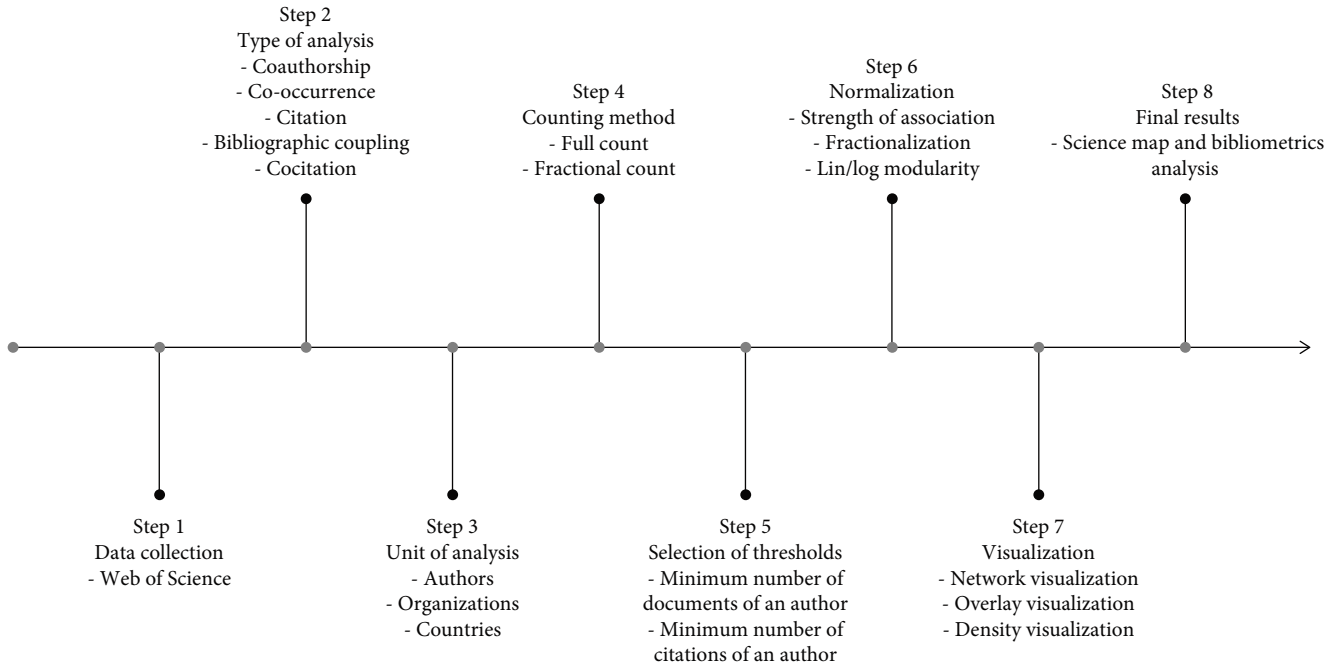 Step 2
Type of analysis
- Coauthorship
- Co-occurrence
- Citation
- Bibliographic coupling
- Cocitation
Step 4
Counting method
- Full count
- Fractional count
Step 6
Normalization
- Strength of association
- Fractionalization
- Lin/log modularity
Step 8
Final results
- Science map and bibliometrics
analysis
Step 1
Data collection
- Web of Science
Step 3
Unit of analysis
- Authors
- Organizations
- Countries
Step 5
Selection of thresholds
- Minimum number of
documents of an author
- Minimum number of
citations of an author
Step 7
Visualization
- Network visualization
- Overlay visualization
- Density visualization